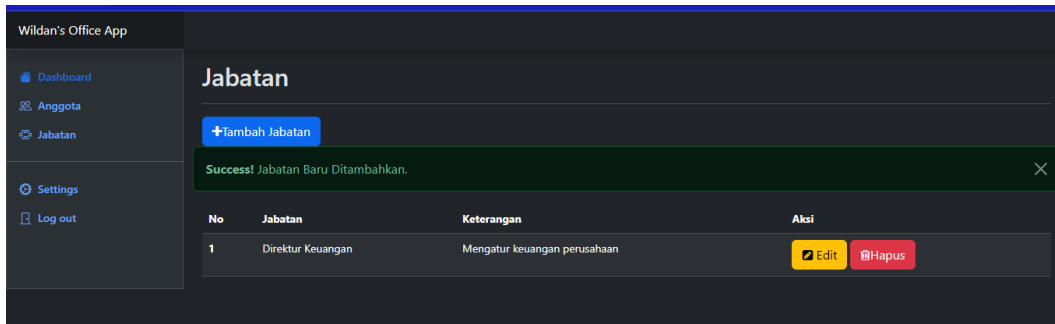 Wildan's Office App
Dashboard
Anggota
Jabatan
Settings
Log out
Jabatan
+Tambah Jabatan
Success! Jabatan Baru Ditambahkan.
No Jabatan Keterangan Aksi
1 Direktur Keuangan Mengatur keuangan perusahaan Edit Hapus